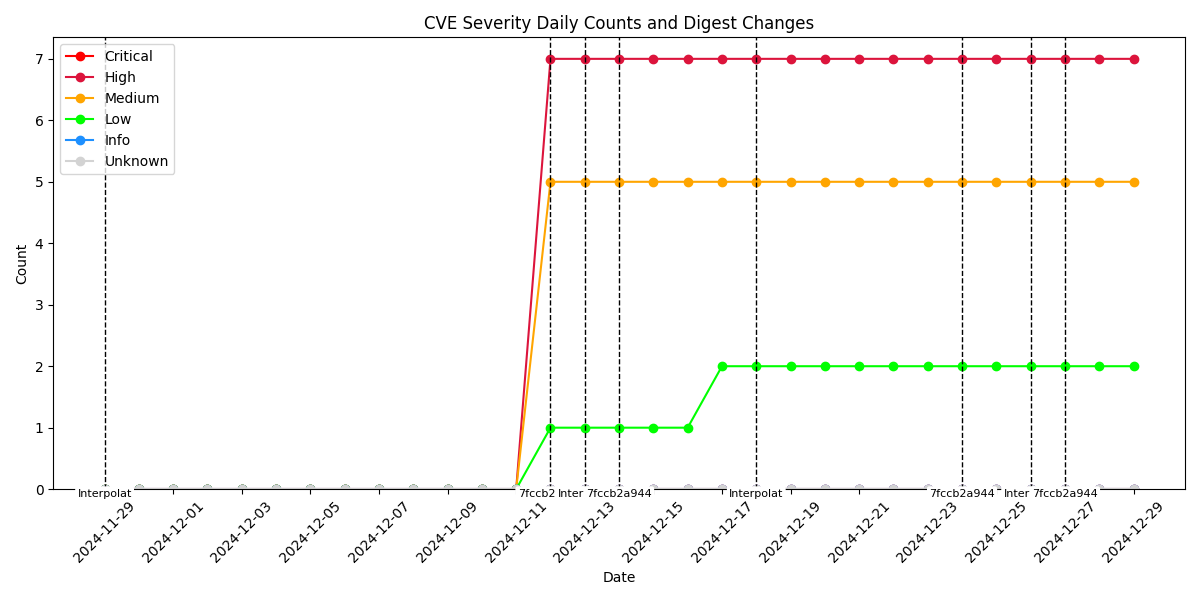 CVE Severity Daily Counts and Digest Changes
Critical
High
Medium
Low
Info
Unknown
7
6
5
4
3
2
1
0
Count
Interpolat
7fccb2
Inter
7fccb2a944
Interpolat
7fccb2a944
Inter
7fccb2a944
2024-11-29
2024-12-01
2024-12-03
2024-12-05
2024-12-07
2024-12-09
2024-12-11
2024-12-13
2024-12-15
2024-12-17
2024-12-19
2024-12-21
2024-12-23
2024-12-25
2024-12-27
2024-12-29
Date